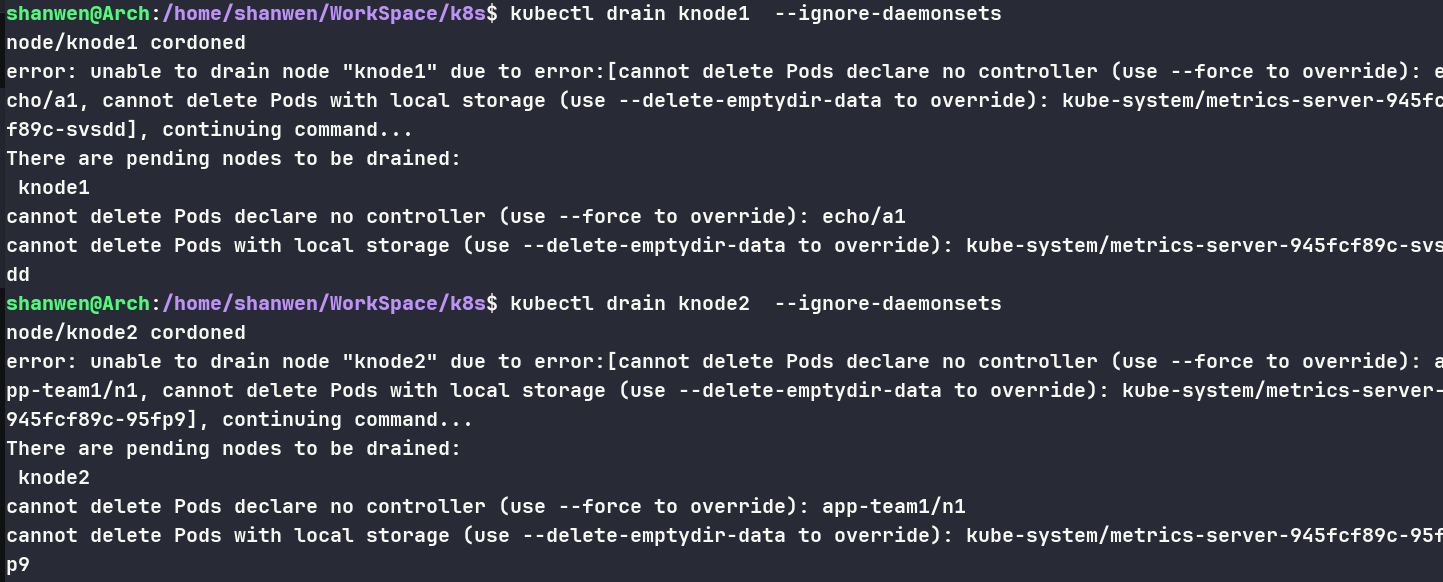 shanwen@Arch:/home/shanwen/WorkSpace/k8s$ kubectl drain knode1  --ignore-daemonsets
node/knode1 cordoned
error: unable to drain node "knode1" due to error:[cannot delete Pods declare no controller (use --force to override): e
cho/a1, cannot delete Pods with local storage (use --delete-emptydir-data to override): kube-system/metrics-server-945fc
f89c-svsdd], continuing command...
There are pending nodes to be drained:
 knode1
cannot delete Pods declare no controller (use --force to override): echo/a1
cannot delete Pods with local storage (use --delete-emptydir-data to override): kube-system/metrics-server-945fcf89c-svs
dd
shanwen@Arch:/home/shanwen/WorkSpace/k8s$ kubectl drain knode2  --ignore-daemonsets
node/knode2 cordoned
error: unable to drain node "knode2" due to error:[cannot delete Pods declare no controller (use --force to override): a
pp-team1/n1, cannot delete Pods with local storage (use --delete-emptydir-data to override): kube-system/metrics-server-
945fcf89c-95fp9], continuing command...
There are pending nodes to be drained:
 knode2
cannot delete Pods declare no controller (use --force to override): app-team1/n1
cannot delete Pods with local storage (use --delete-emptydir-data to override): kube-system/metrics-server-945fcf89c-95f
p9